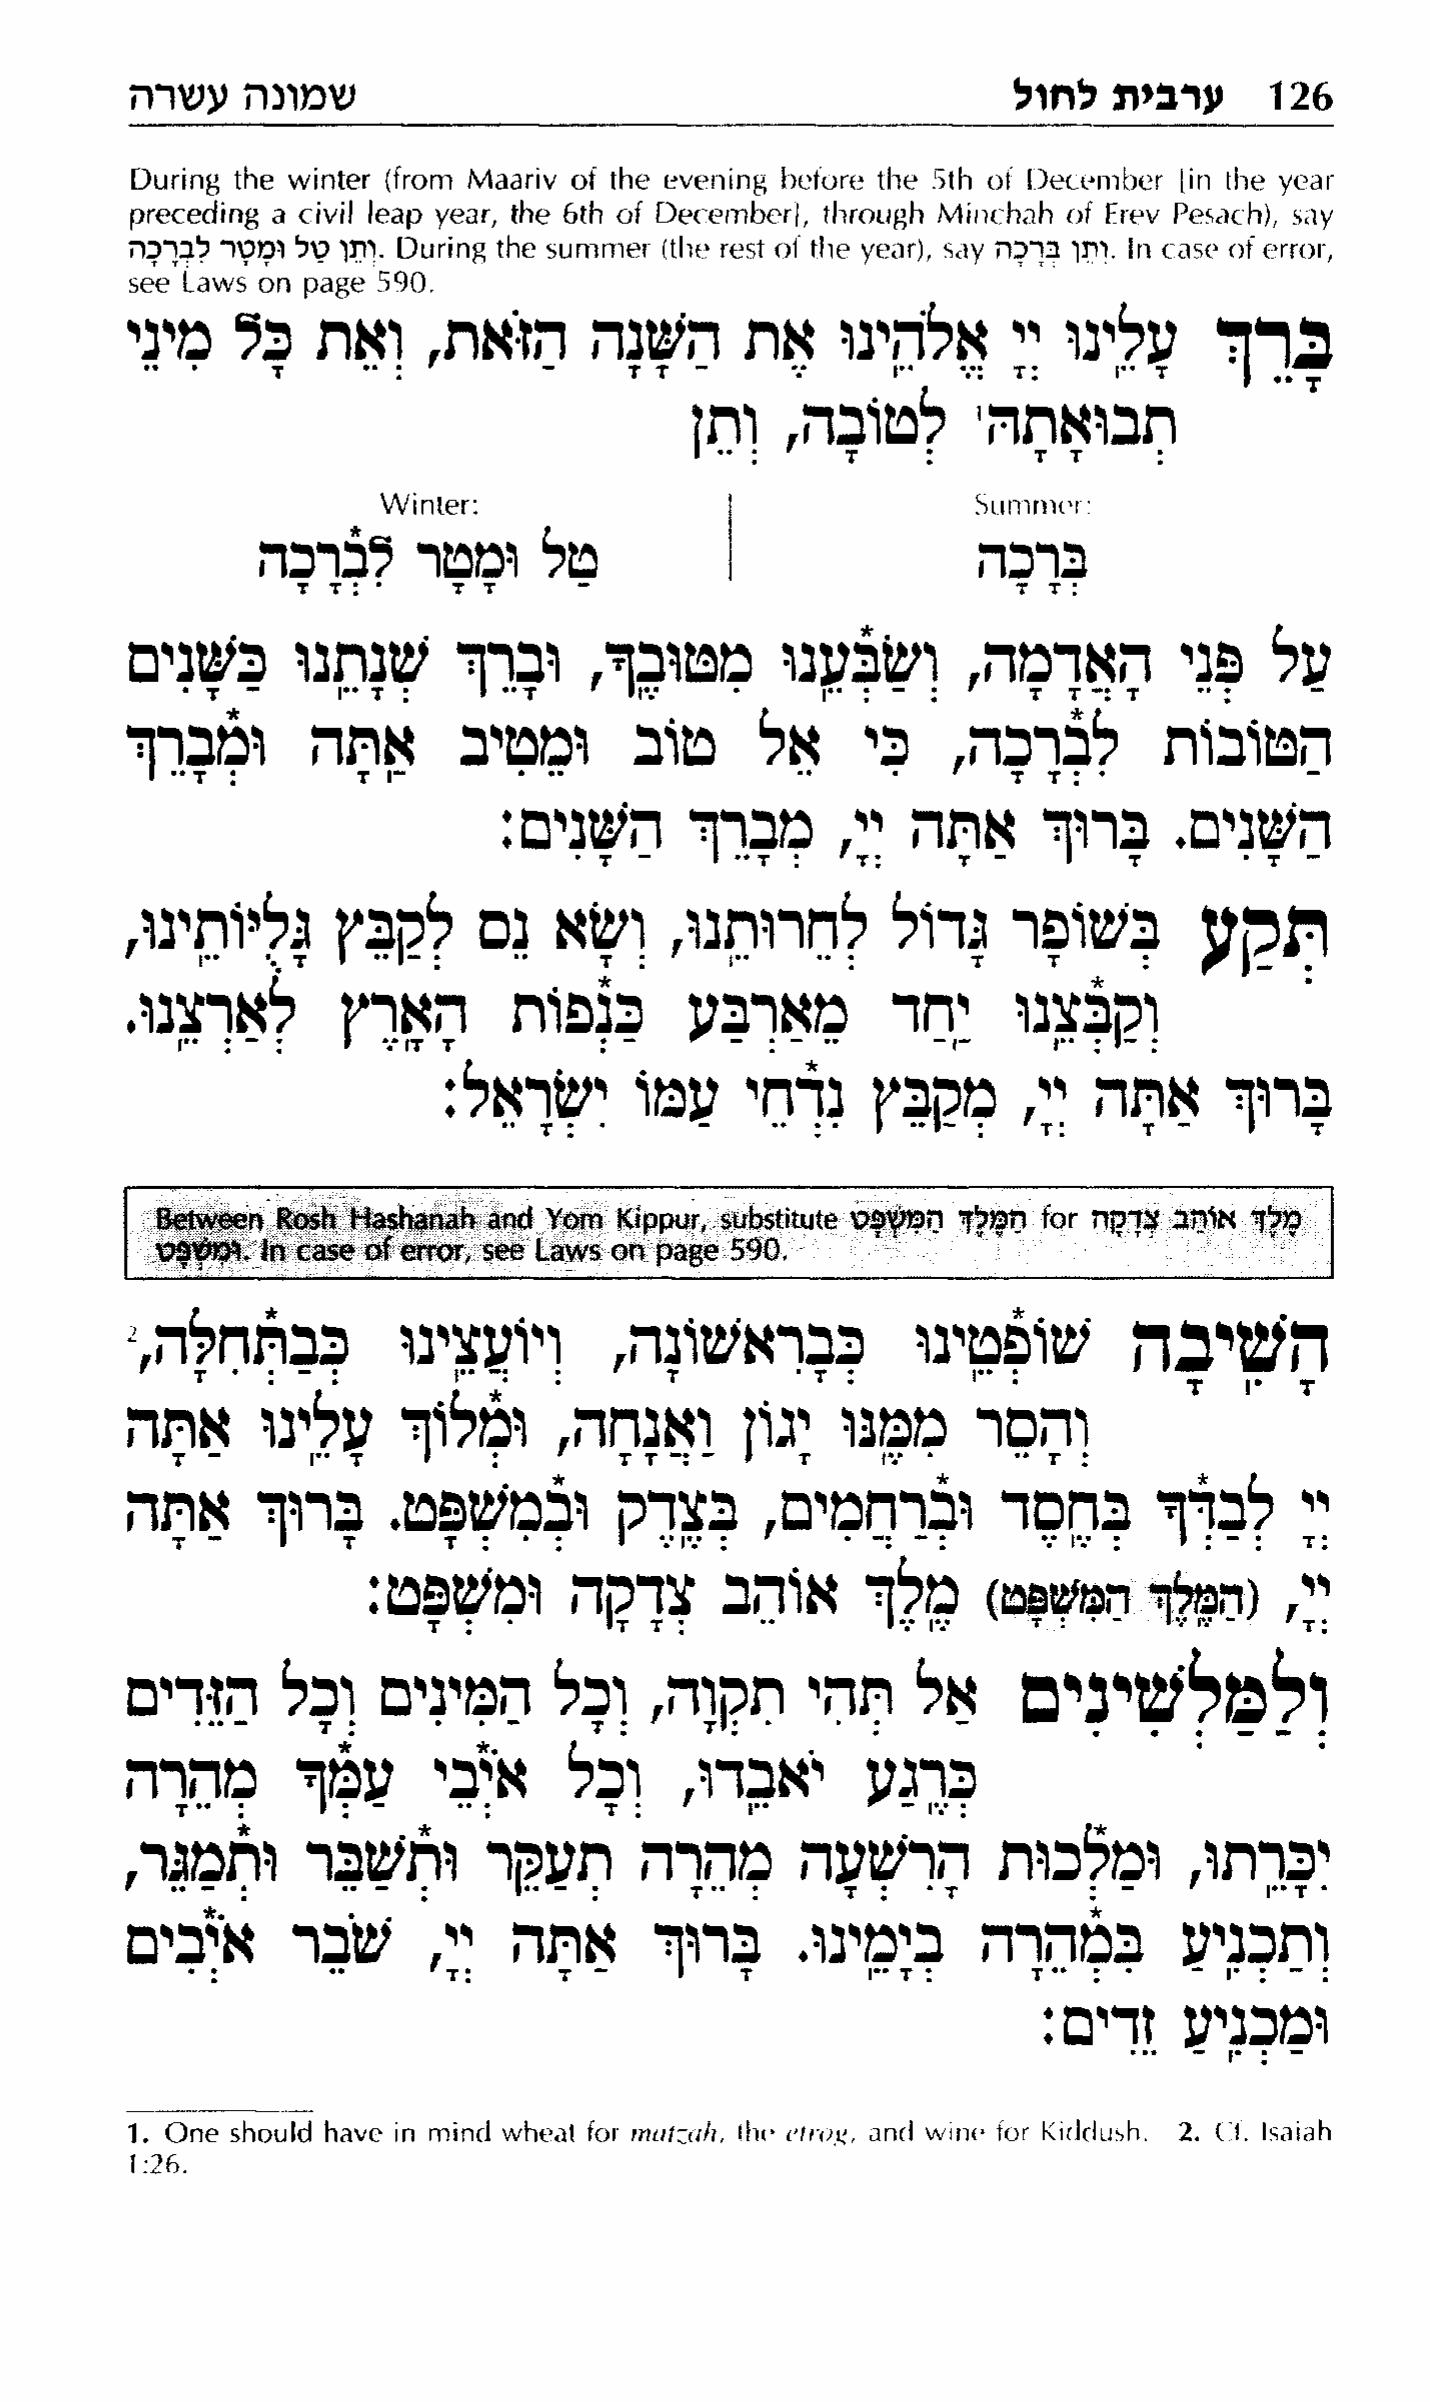 126 ערבית לחול שמונה עשרה
During the winter (from Maariv of the evening before the 5th of December [in the year
preceding a civil leap year, the 6th of December], through Minchah of Erev Pesach), say
וְתֵן טַל וּמָטָר לִבְרָכָה. During the summer (the rest of the year), say וְתֵן בְּרָכָה. In case of error,
see Laws on page 590.
בָּרֵךְ עָלֵינוּ יְיָ אֱלֹהֵינוּ אֶת הַשָּׁנָה הַזֹּאת, וְאֵת כָּל מִינֵי
תְבוּאָתָהּ¹ לְטוֹבָה, וְתֵן
Summer: Winter:
בְּרָכָה טַל וּמָטָר לִבְרָכָה
עַל פְּנֵי הָאֲדָמָה, וְשַׂבְּעֵנוּ מִטּוּבֶךָ, וּבָרֵךְ שְׁנָתֵנוּ כַּשָּׁנִים
הַטּוֹבוֹת לִבְרָכָה, כִּי אֵל טוֹב וּמֵטִיב אַתָּה וּמְבָרֵךְ
הַשָּׁנִים. בָּרוּךְ אַתָּה יְיָ, מְבָרֵךְ הַשָּׁנִים:
תְּקַע בְּשׁוֹפָר גָּדוֹל לְחֵרוּתֵנוּ, וְשָׂא נֵס לְקַבֵּץ גָּלֻיּוֹתֵינוּ,
וְקַבְּצֵנוּ יַחַד מֵאַרְבַּע כַּנְפוֹת הָאָרֶץ לְאַרְצֵנוּ.
בָּרוּךְ אַתָּה יְיָ, מְקַבֵּץ נִדְחֵי עַמּוֹ יִשְׂרָאֵל:
Between Rosh Hashanah and Yom Kippur, substitute הַמֶּלֶךְ הַמִּשְׁפָּט for מֶלֶךְ אוֹהֵב צְדָקָה
וּמִשְׁפָּט. In case of error, see Laws on page 590.
הָשִׁיבָה שׁוֹפְטֵינוּ כְּבָרִאשׁוֹנָה, וְיוֹעֲצֵינוּ כְּבַתְּחִלָּה,²
וְהָסֵר מִמֶּנּוּ יָגוֹן וַאֲנָחָה, וּמְלוֹךְ עָלֵינוּ אַתָּה
יְיָ לְבַדְּךָ בְּחֶסֶד וּבְרַחֲמִים, בְּצֶדֶק וּבְמִשְׁפָּט. בָּרוּךְ אַתָּה
יְיָ, (הַמֶּלֶךְ הַמִּשְׁפָּט) מֶלֶךְ אוֹהֵב צְדָקָה וּמִשְׁפָּט:
וְלַמַּלְשִׁינִים אַל תְּהִי תִקְוָה, וְכָל הַמִּינִים וְכָל הַזֵּדִים
כְּרֶגַע יֹאבֵדוּ, וְכָל אֹיְבֵי עַמְּךָ מְהֵרָה
יִכָּרֵתוּ, וּמַלְכוּת הָרִשְׁעָה מְהֵרָה תְעַקֵּר וּתְשַׁבֵּר וּתְמַגֵּר,
וְתַכְנִיעַ בִּמְהֵרָה בְיָמֵינוּ. בָּרוּךְ אַתָּה יְיָ, שֹׁבֵר אֹיְבִים
וּמַכְנִיעַ זֵדִים:
1. One should have in mind wheat for matzah, the etrog, and wine for Kiddush. 2. Cf. Isaiah
1:26.